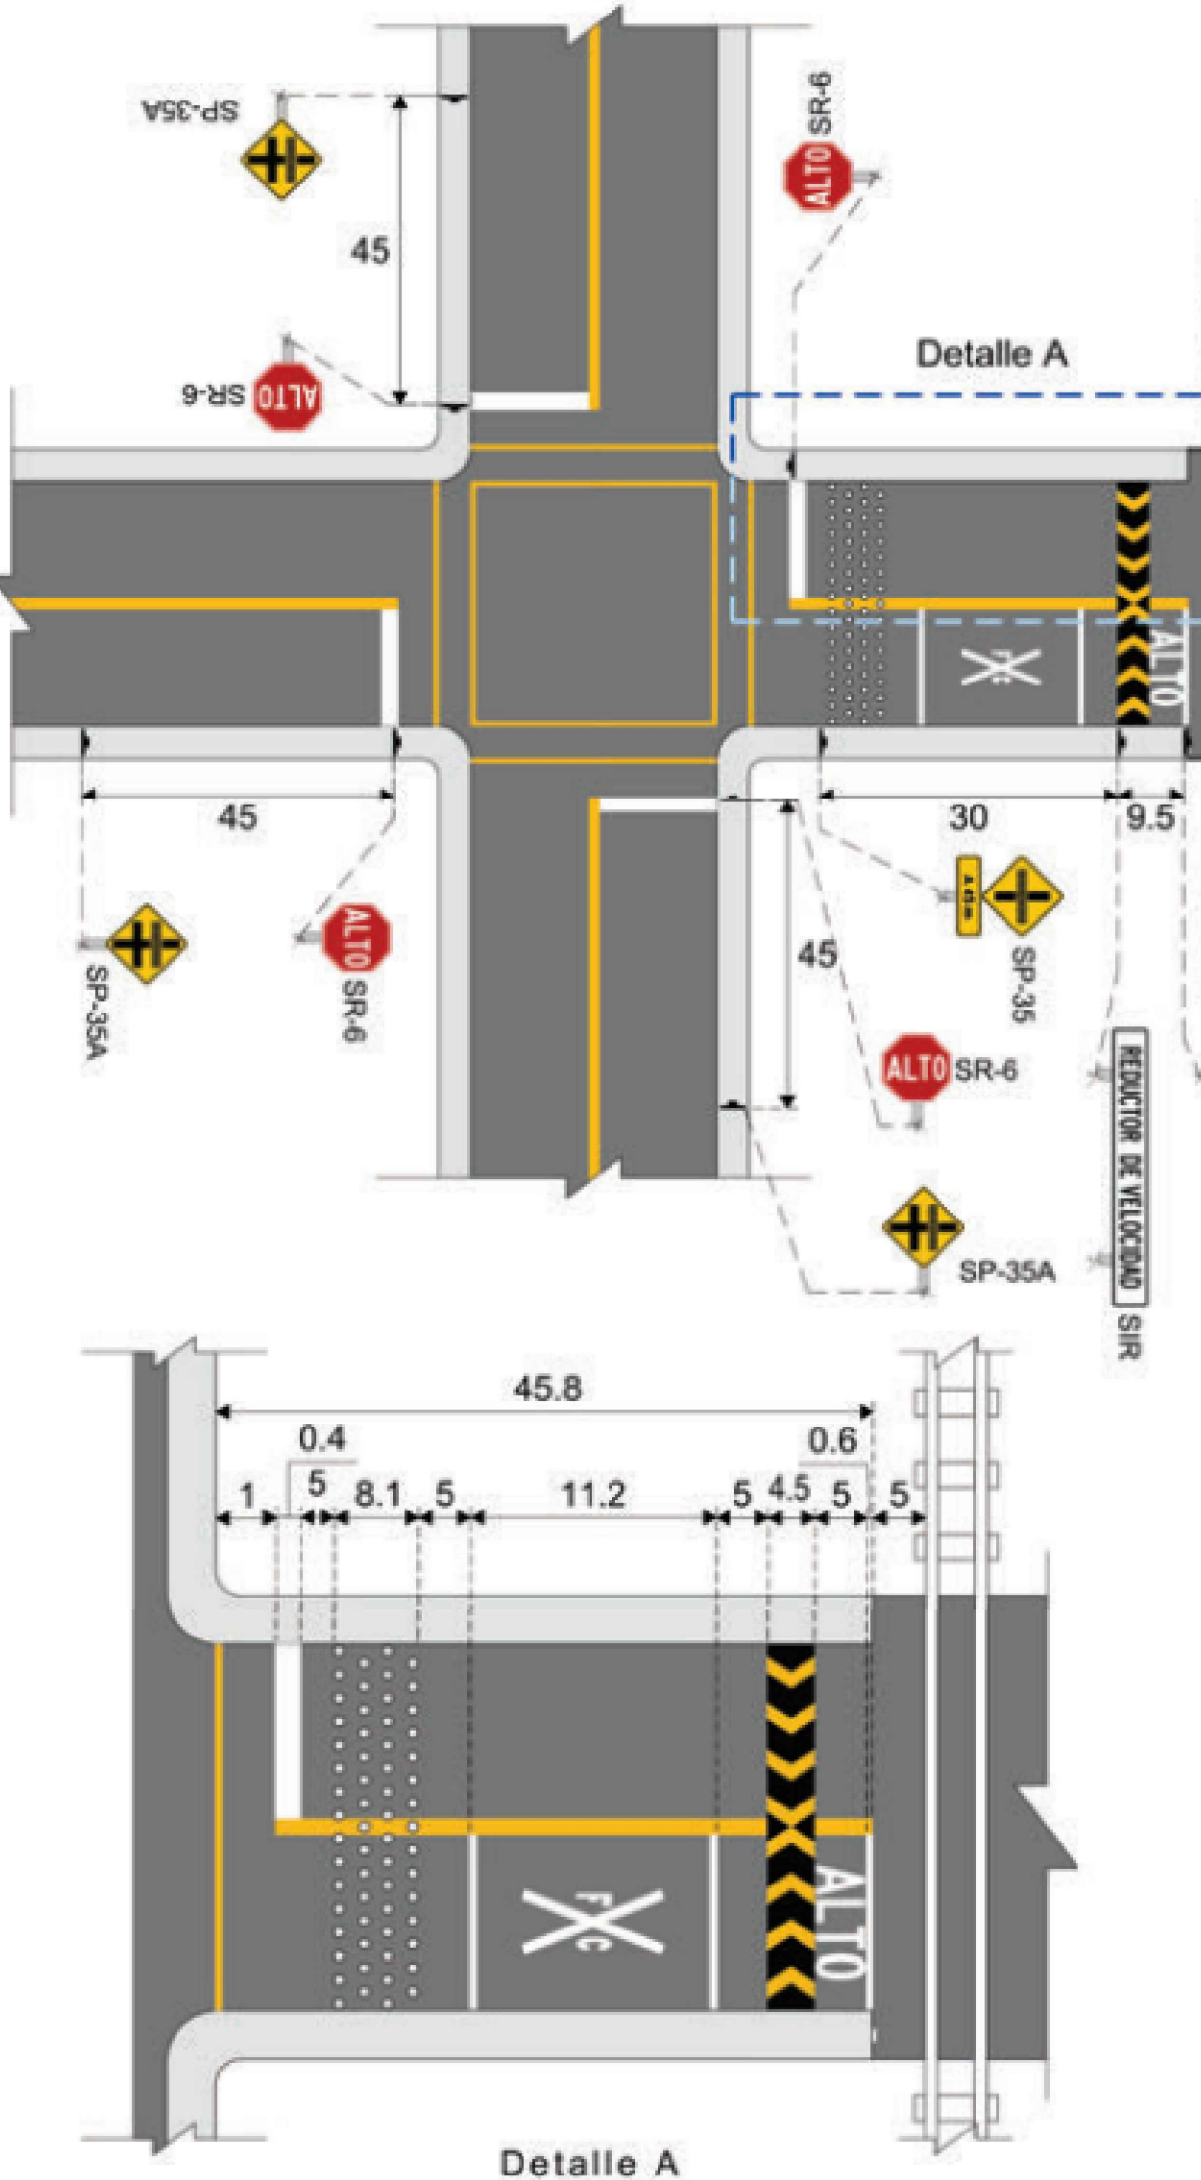 SP-35A
SR-6
ALTO
45
Detalle A
SR-6
ALTO
F C
ALTO
45
30
9.5
SP-35A
ALTO
SR-6
45
SP-35
ALTO
SR-6
REDUCTOR DE VELOCIDAD
SIR
SP-35A
45.8
0.4
0.6
1
5
8.1
5
11.2
5
4.5
5
5
F C
ALTO
Detalle A